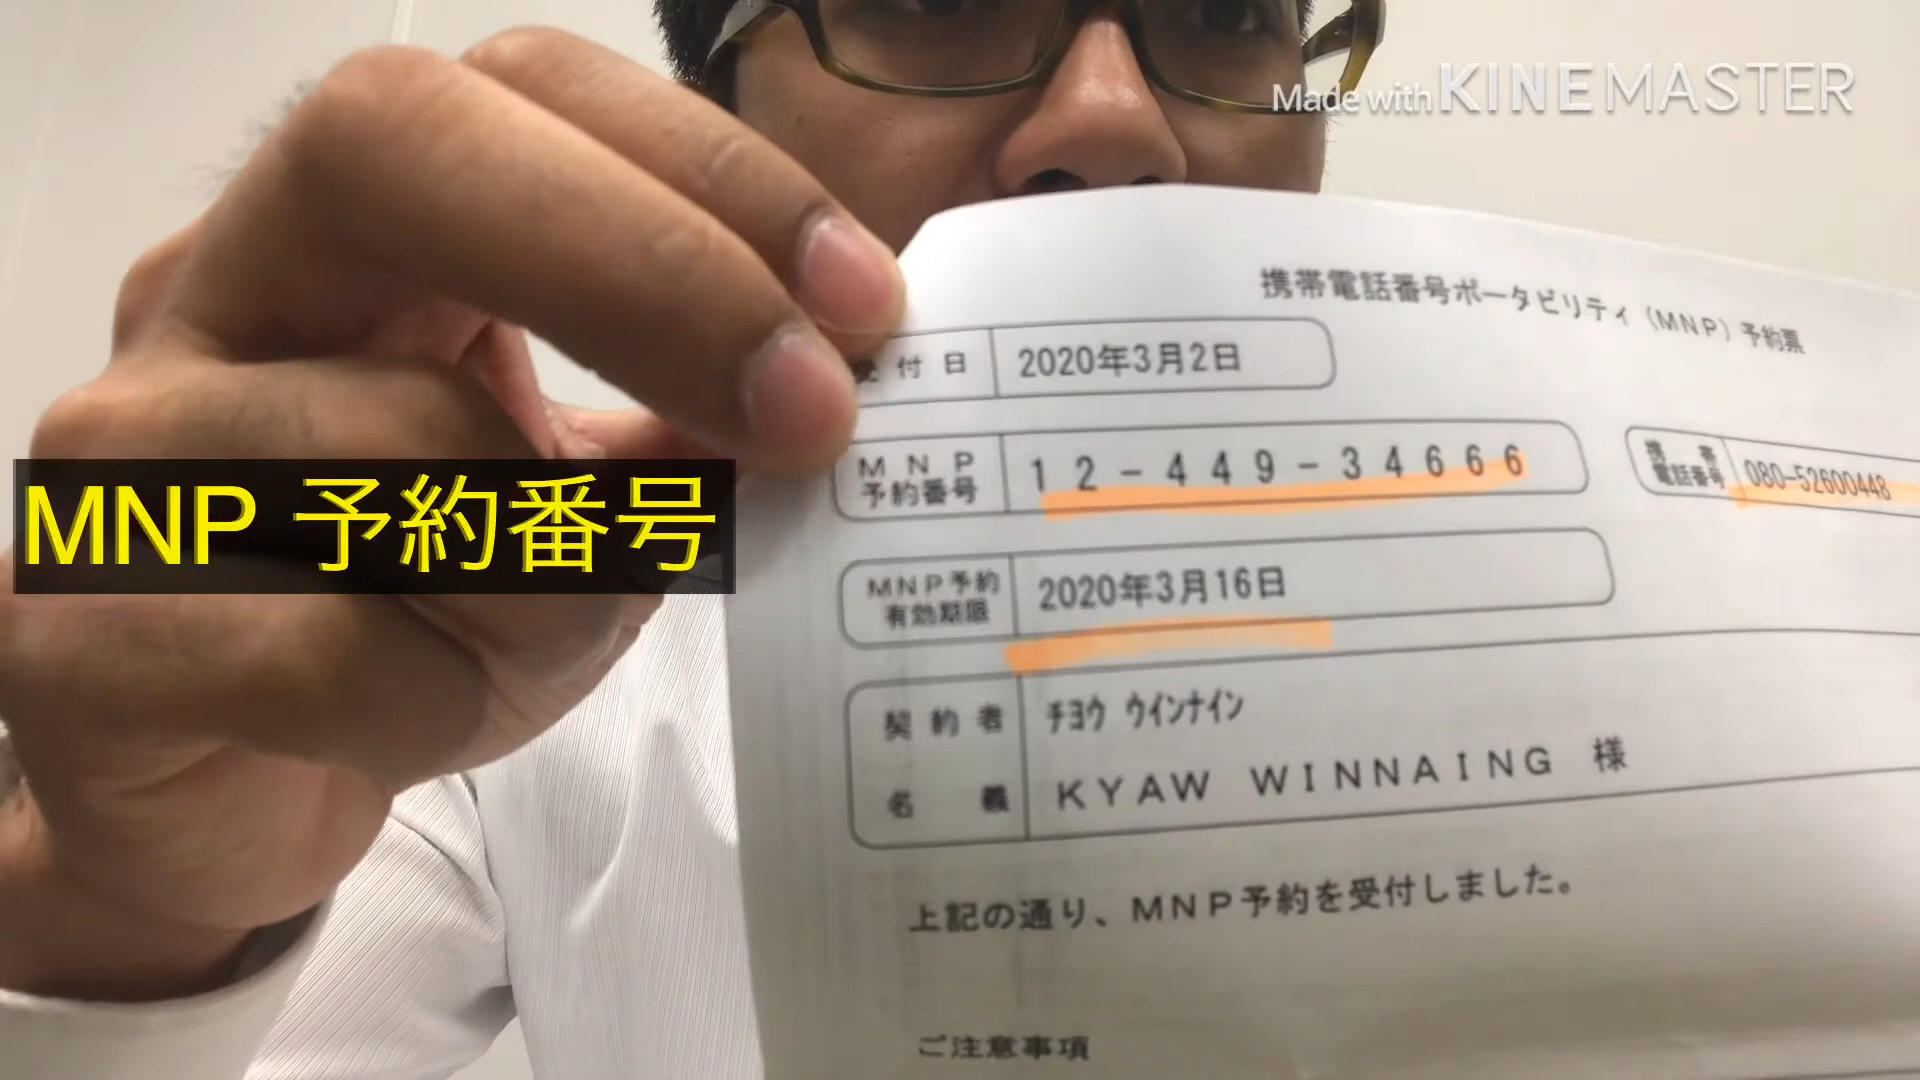 Made with KINEMASTER
携帯電話番号ポータビリティ（MNP）予約票
受付日 2020年3月2日
MNP予約番号 12-449-34666
携帯電話番号 080-52600448
MNP 予約番号
MNP予約有効期限 2020年3月16日
契約者名義
ﾁﾖｳ ｳｲﾝﾅｲﾝ
KYAW WINNAING 様
上記の通り、MNP予約を受付しました。
ご注意事項